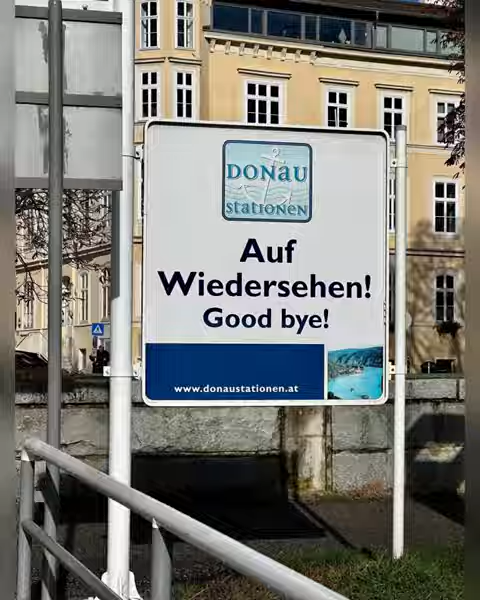 DONAU
STATIONEN
Auf
Wiedersehen!
Good bye!
www.donaustationen.at